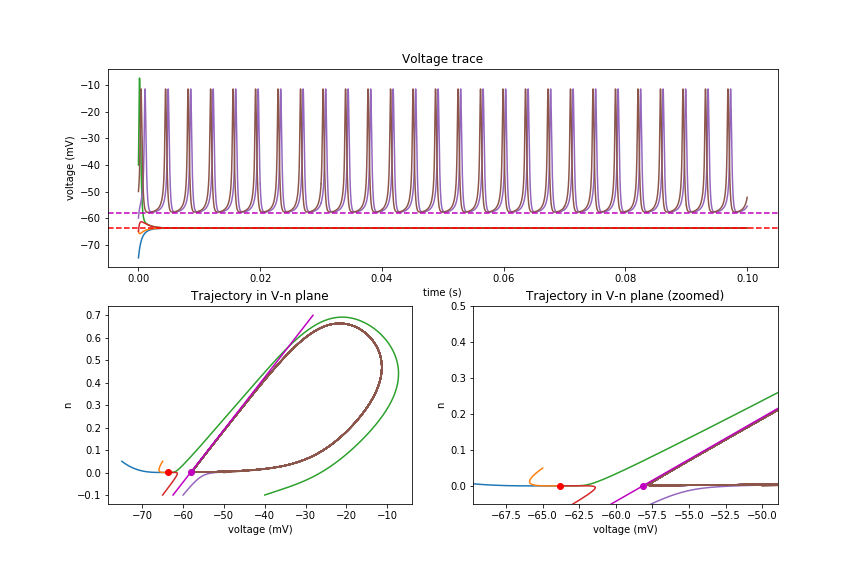 Voltage trace
−10
−20
−30
−40
−50
−60
−70
voltage (mV)
0.00 0.02 0.04 0.06 0.08 0.10
time (s)
Trajectory in V-n plane
0.7
0.6
0.5
0.4
0.3
0.2
0.1
0.0
−0.1
n
−70 −60 −50 −40 −30 −20 −10
voltage (mV)
Trajectory in V-n plane (zoomed)
0.5
0.4
0.3
0.2
0.1
0.0
n
−67.5 −65.0 −62.5 −60.0 −57.5 −55.0 −52.5 −50.0
voltage (mV)